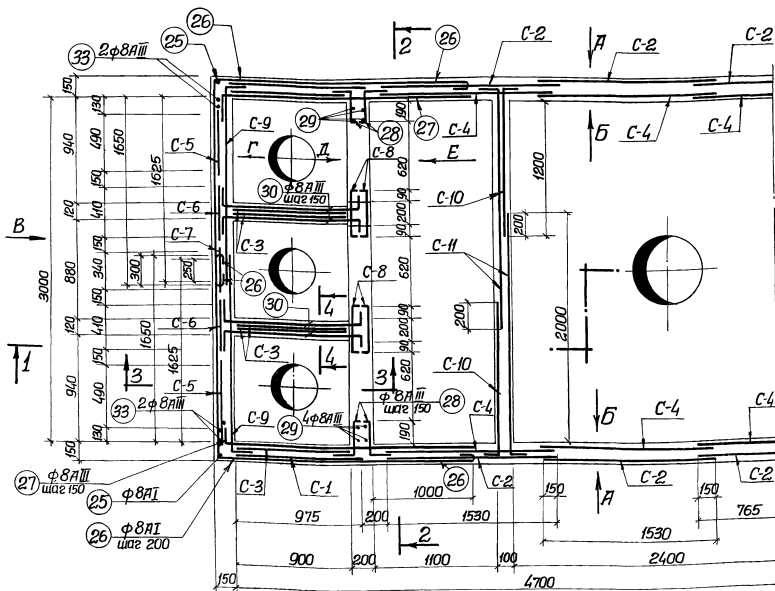 26
25
33 2ф8АIII
2
26
С-2
А
С-2
С-2
150
130
С-9
29
28
27
С-4
190
Б
С-4
С-4
940
490
1650
1625
С-5
Г
Д
С-8
Е
620
1200
150
30 ф8АIII
шаг 150
С-10
90
200
90
200
120
410
С-6
С-3
В
150
С-7
С-11
3000
880
340
300
250
26
С-8
620
2000
150
30
4
90
200
90
200
120
410
С-6
1650
1625
150
С-3
4
620
1
3
3
С-10
940
490
С-5
ф8АIII
шаг 150 28
33 2ф8АIII
С-9
29
4ф8АIII
С-4
190
Б
С-4
С-4
130
150
27 ф8АIII
шаг 150
С-3
С-1
26
С-2
С-2
С-2
25 ф8АI
1000
150
А
150
26 ф8АI
шаг 200
975
200
1530
765
2
1530
900
200
1100
100
2400
150
4700